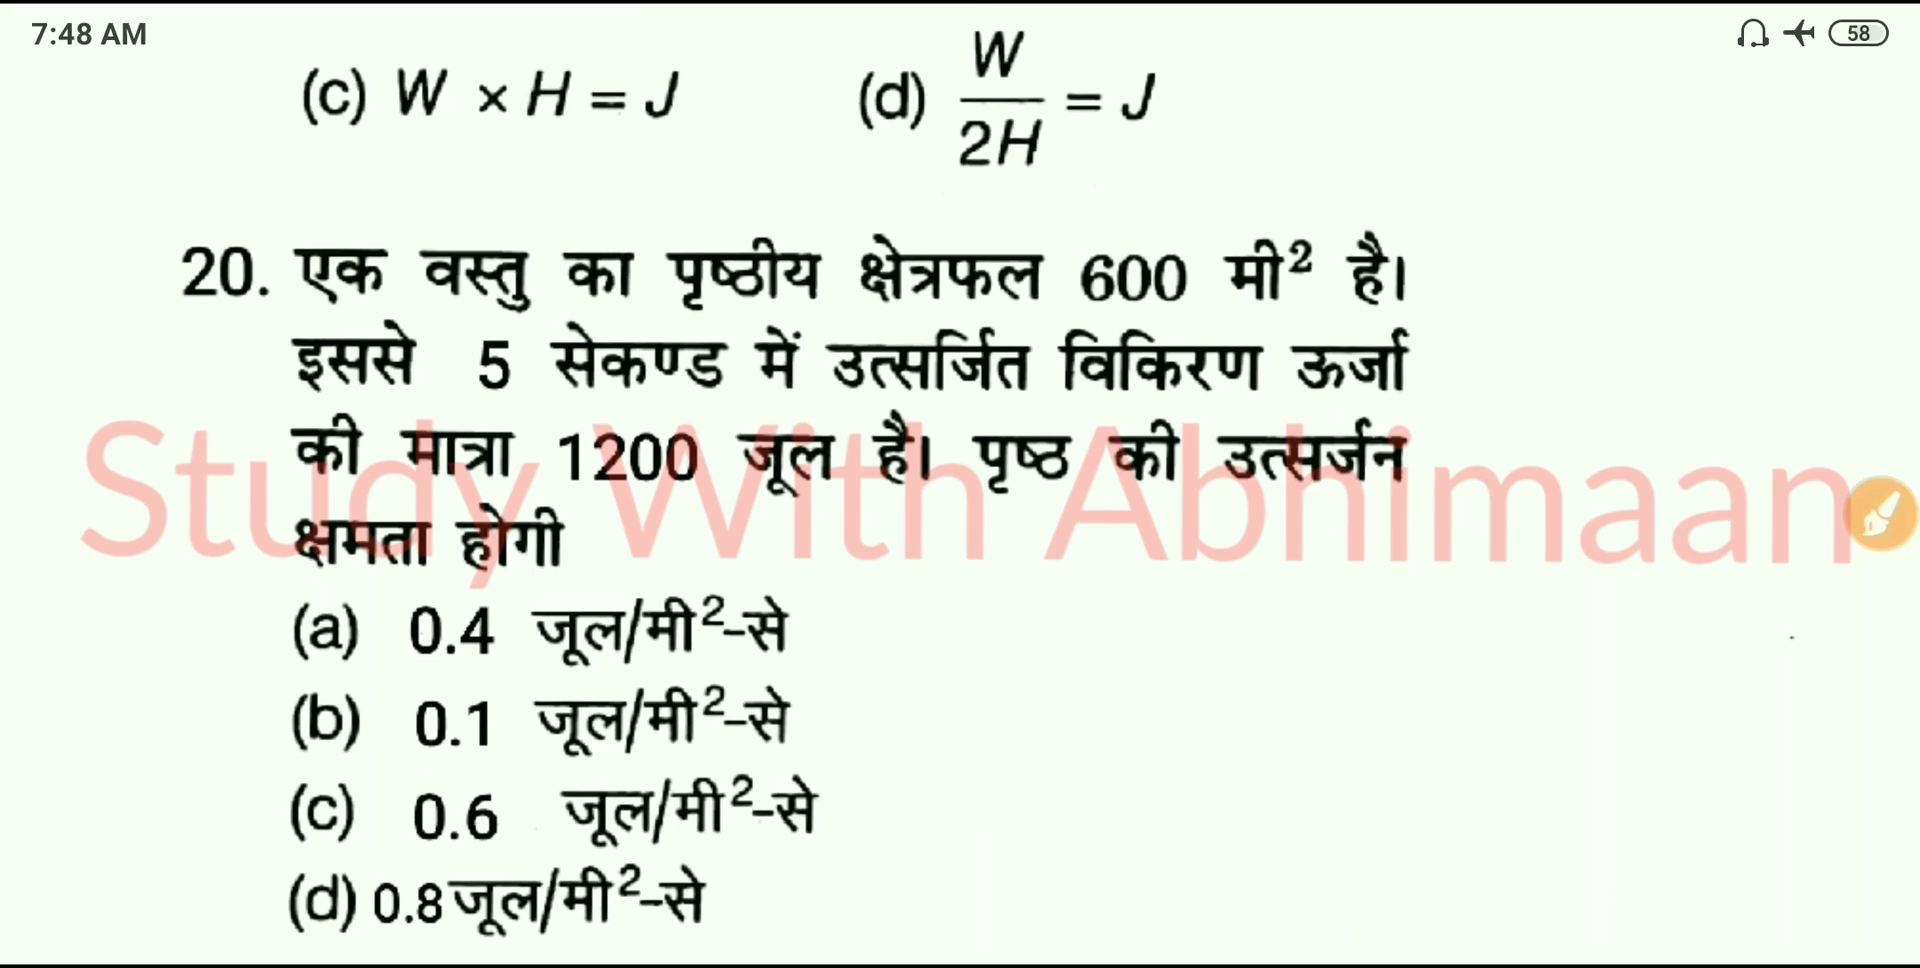 7:48 AM
58
(c) W × H = J (d) W/2H = J
20. एक वस्तु का पृष्ठीय क्षेत्रफल 600 मी² है।
इससे 5 सेकण्ड में उत्सर्जित विकिरण ऊर्जा
की मात्रा 1200 जूल है। पृष्ठ की उत्सर्जन
क्षमता होगी
Study With Abhimaan
(a) 0.4 जूल/मी²-से
(b) 0.1 जूल/मी²-से
(c) 0.6 जूल/मी²-से
(d) 0.8 जूल/मी²-से